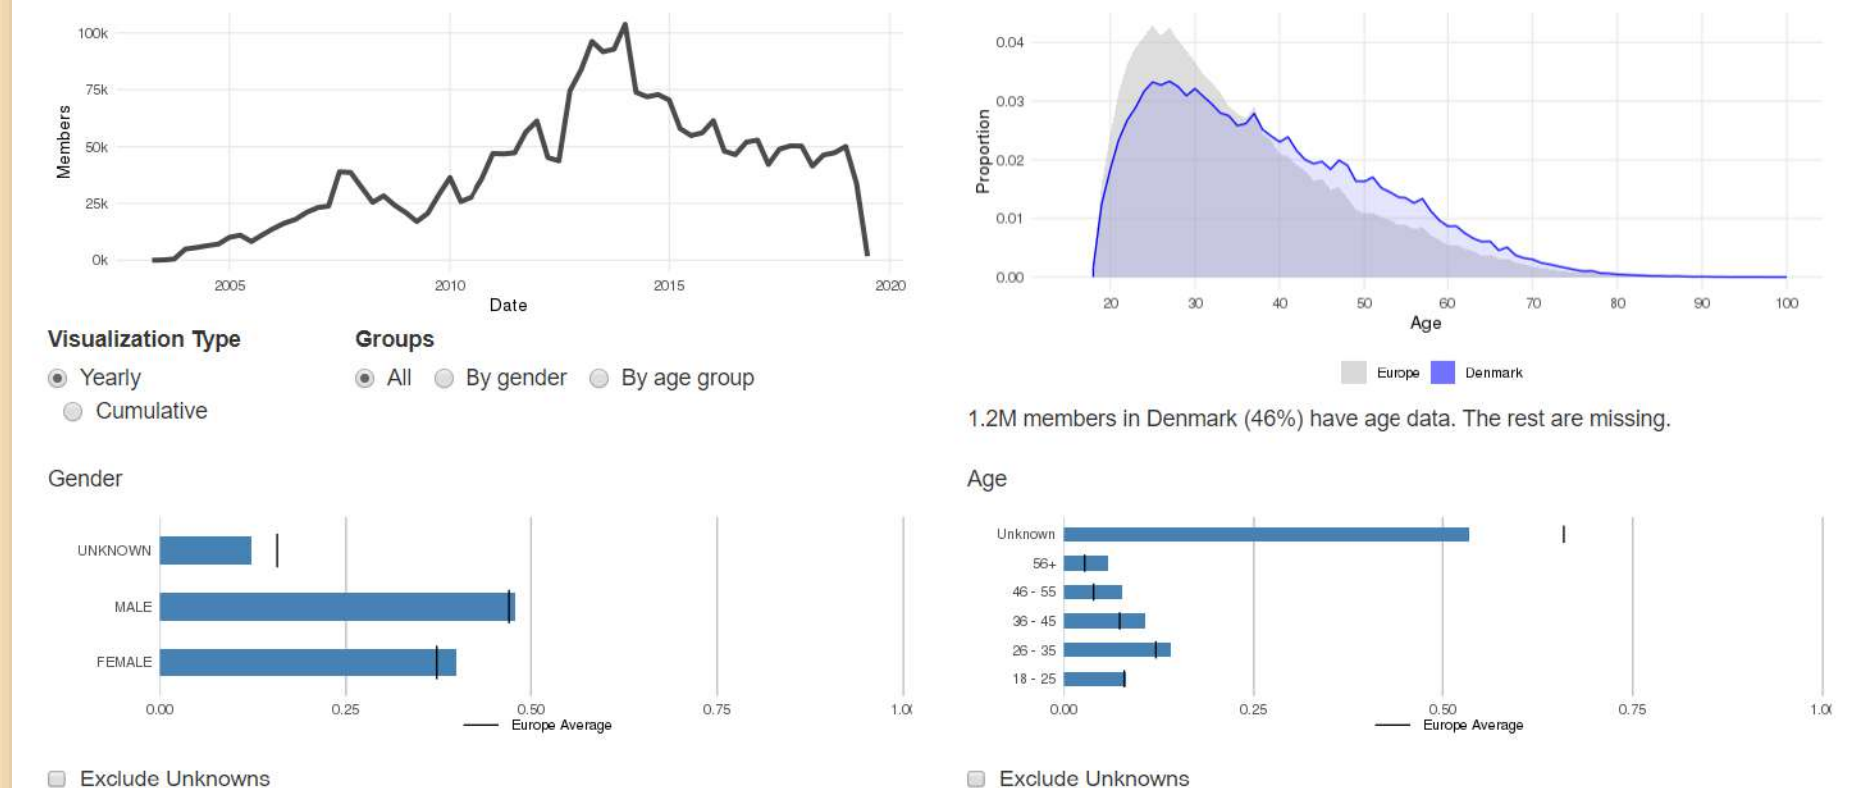 100k
75k
50k
25k
0k
Members
2005
2010
2015
2020
Date
0.04
0.03
0.02
0.01
0.00
Proportion
20
30
40
50
60
70
80
90
100
Age
Europe
Denmark
Visualization Type
Groups
Yearly
Cumulative
All
By gender
By age group
1.2M members in Denmark (46%) have age data. The rest are missing.
Gender
UNKNOWN
MALE
FEMALE
0.00
0.25
0.50
0.75
Europe Average
Exclude Unknowns
Age
Unknown
56+
46 - 55
36 - 45
26 - 35
18 - 25
0.00
0.25
0.50
0.75
Europe Average
Exclude Unknowns